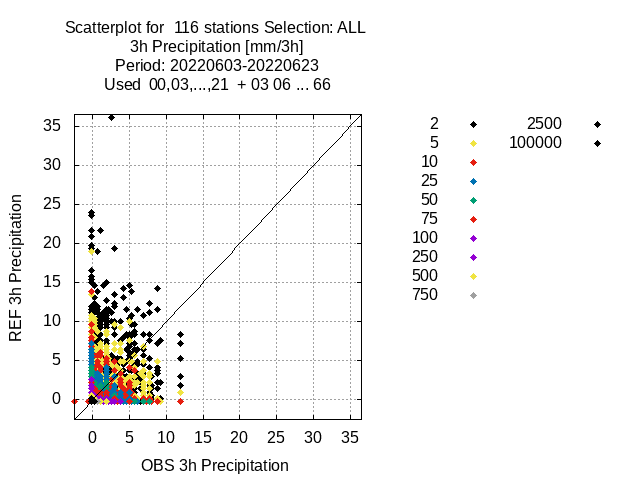 Scatterplot for  116 stations Selection: ALL
3h Precipitation [mm/3h]
Period: 20220603-20220623
Used  00,03,...,21  + 03 06 ... 66
REF 3h Precipitation
35
30
25
20
15
10
5
0
0 5 10 15 20 25 30 35
OBS 3h Precipitation
2 2500
5 100000
10
25
50
75
100
250
500
750